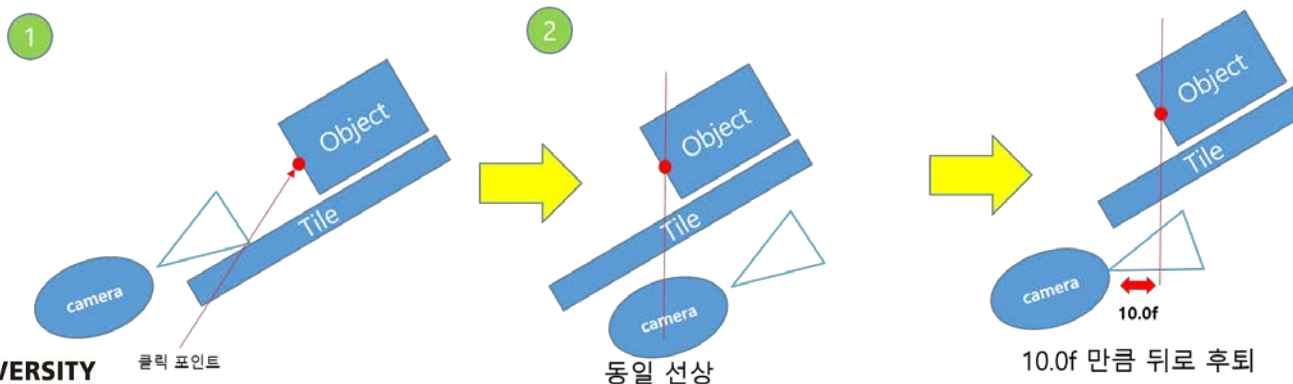 1
Object
Tile
camera
클릭 포인트
VERSITY
2
Object
Tile
camera
동일 선상
Object
Tile
camera
10.0f
10.0f 만큼 뒤로 후퇴